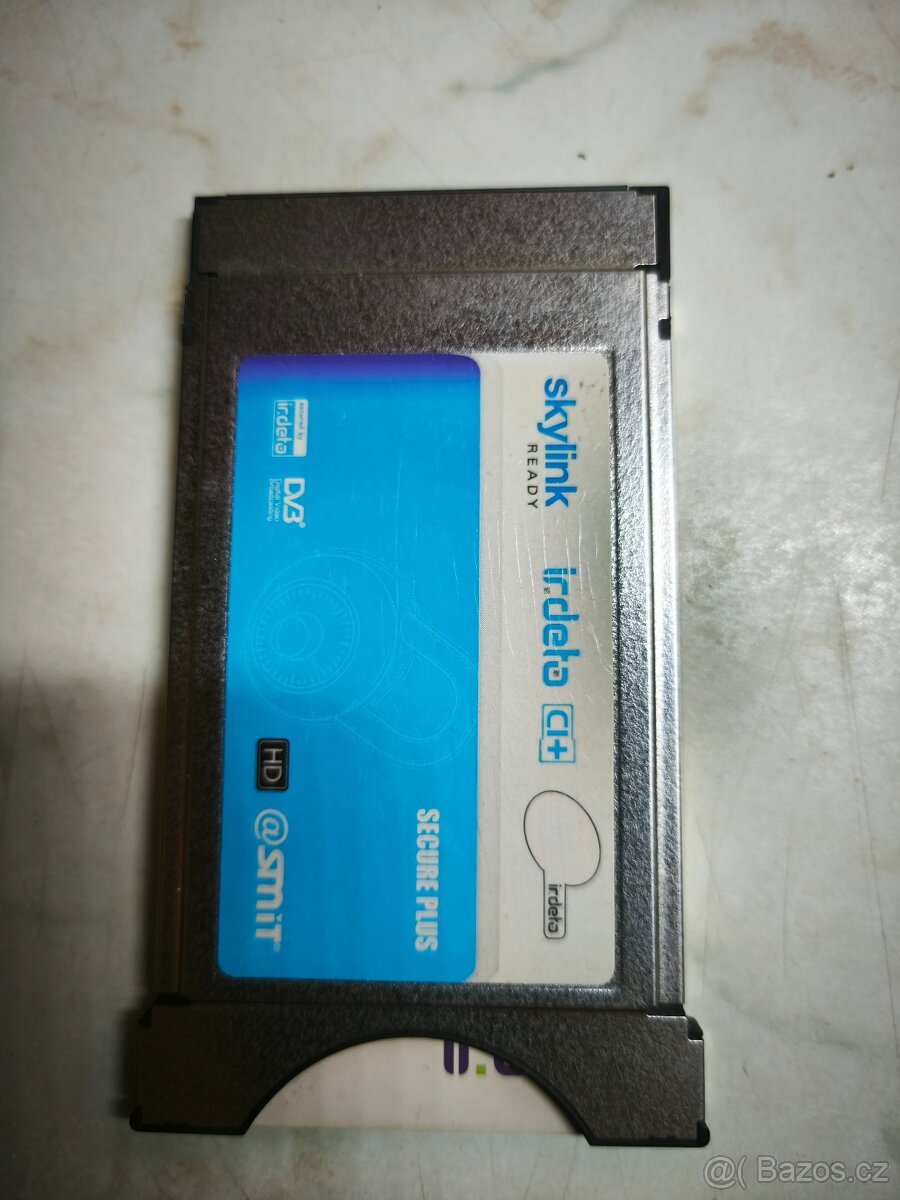 skylink
READY
irdeto
CI+
irdeto
SECURE PLUS
secured by
irdeto
DVB®
Digital Video
Broadcasting
HD
@SMiT®
@( Bazos.cz